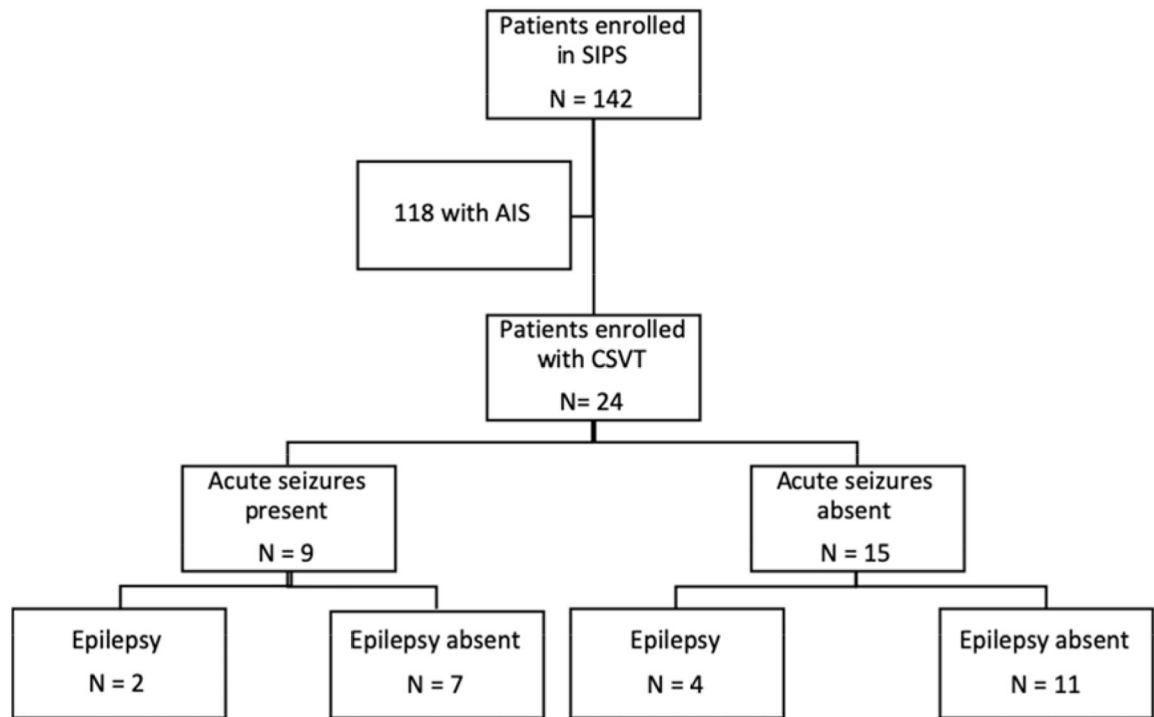 Patients enrolled
in SIPS
N = 142
118 with AIS
Patients enrolled
with CSVT
N= 24
Acute seizures
present
N = 9
Acute seizures
absent
N = 15
Epilepsy
N = 2
Epilepsy absent
N = 7
Epilepsy
N = 4
Epilepsy absent
N = 11